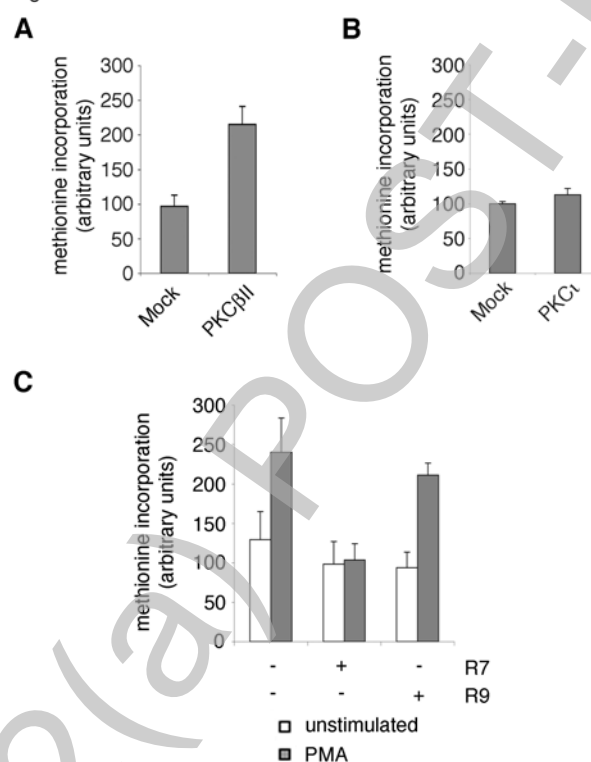 A
methionine incorporation
(arbitrary units)
300
250
200
150
100
50
0
Mock
PKCβII
B
methionine incorporation
(arbitrary units)
300
250
200
150
100
50
0
Mock
PKCι
C
methionine incorporation
(arbitrary units)
300
250
200
150
100
50
0
- + - R7
- - + R9
unstimulated
PMA
(a) POST-